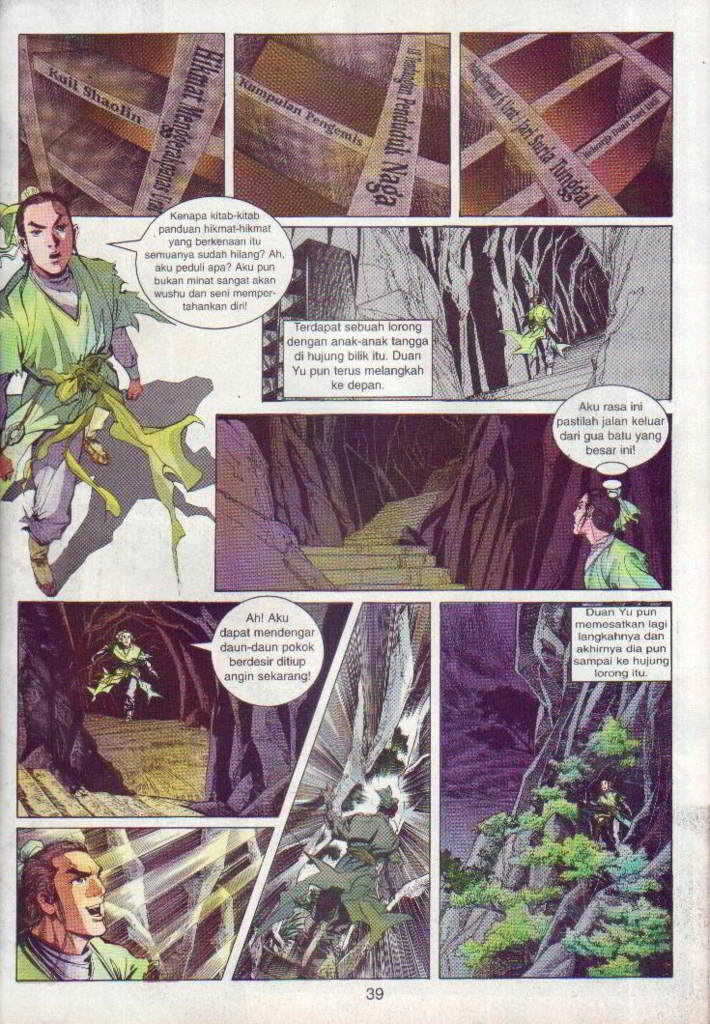 Kuil Shaolin
Hikmat
Kumpulan Pengemis
Penduduk Naga
Jari Suria Tunggal
Kenapa kitab-kitab
panduan hikmat-hikmat
yang berkenaan itu
semuanya sudah hilang? Ah,
aku peduli apa? Aku pun
bukan minat sangat akan
wushu dan seni memper-
tahankan diri!
Terdapat sebuah lorong
dengan anak-anak tangga
di hujung bilik itu. Duan
Yu pun terus melangkah
ke depan.
Aku rasa ini
pastilah jalan keluar
dari gua batu yang
besar ini!
Ah! Aku
dapat mendengar
daun-daun pokok
berdesir ditiup
angin sekarang!
Duan Yu pun
memesatkan lagi
langkahnya dan
akhirnya dia pun
sampai ke hujung
lorong itu.
39